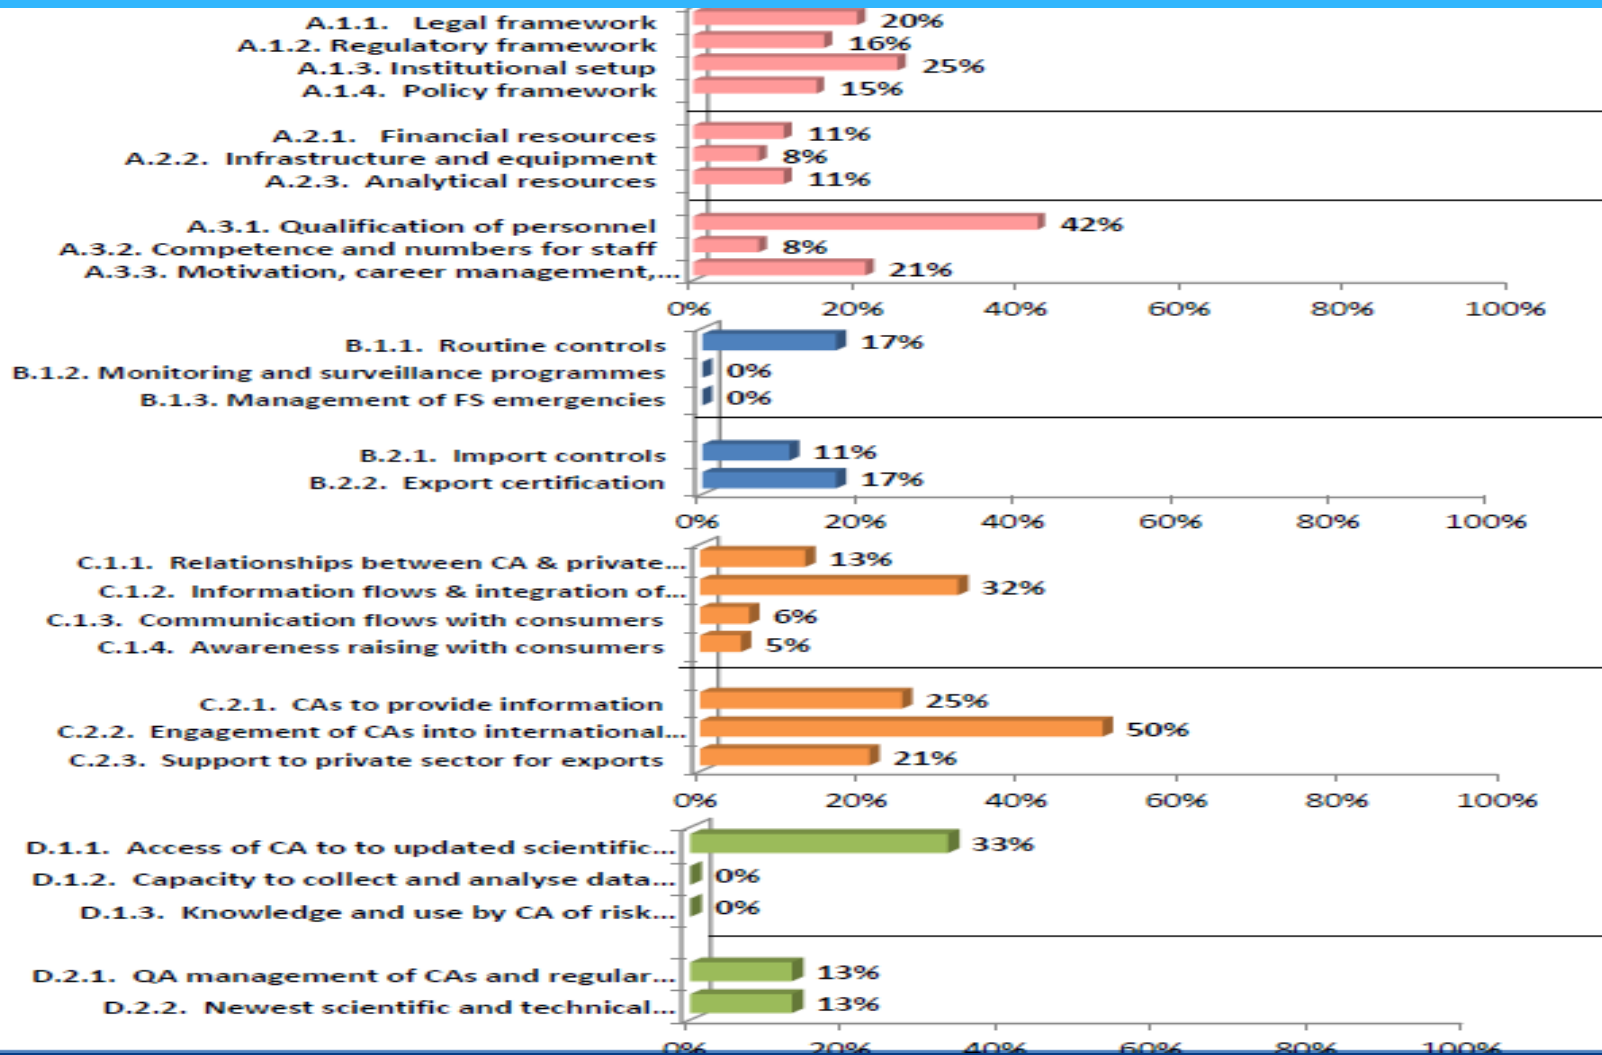 A.1.1. Legal framework 20%
A.1.2. Regulatory framework 16%
A.1.3. Institutional setup 25%
A.1.4. Policy framework 15%
A.2.1. Financial resources 11%
A.2.2. Infrastructure and equipment 8%
A.2.3. Analytical resources 11%
A.3.1. Qualification of personnel 42%
A.3.2. Competence and numbers for staff 8%
A.3.3. Motivation, career management,... 21%
0% 20% 40% 60% 80% 100%
B.1.1. Routine controls 17%
B.1.2. Monitoring and surveillance programmes 0%
B.1.3. Management of FS emergencies 0%
B.2.1. Import controls 11%
B.2.2. Export certification 17%
0% 20% 40% 60% 80% 100%
C.1.1. Relationships between CA & private... 13%
C.1.2. Information flows & integration of... 32%
C.1.3. Communication flows with consumers 6%
C.1.4. Awareness raising with consumers 5%
C.2.1. CAs to provide information 25%
C.2.2. Engagement of CAs into international... 50%
C.2.3. Support to private sector for exports 21%
0% 20% 40% 60% 80% 100%
D.1.1. Access of CA to to updated scientific... 33%
D.1.2. Capacity to collect and analyse data... 0%
D.1.3. Knowledge and use by CA of risk... 0%
D.2.1. QA management of CAs and regular... 13%
D.2.2. Newest scientific and technical... 13%
0% 20% 40% 60% 80% 100%